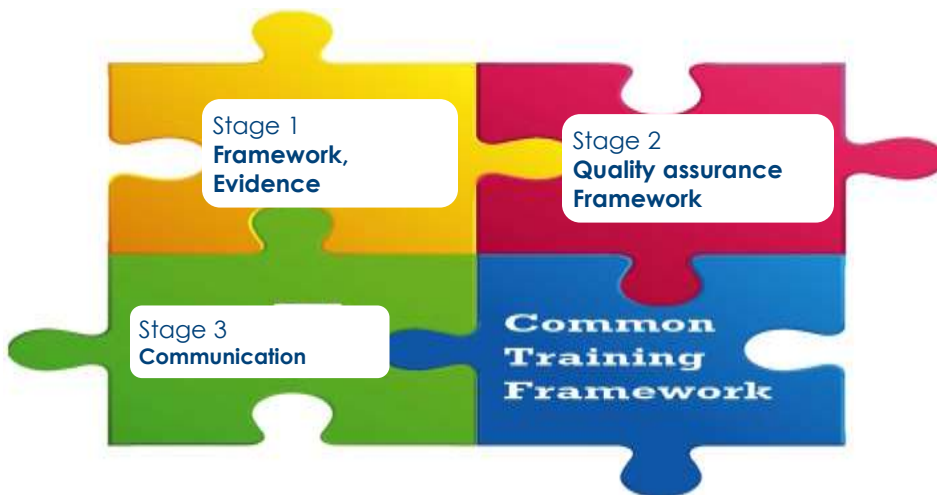 Stage 1
Framework,
Evidence
Stage 2
Quality assurance
Framework
Stage 3
Communication
Common
Training
Framework